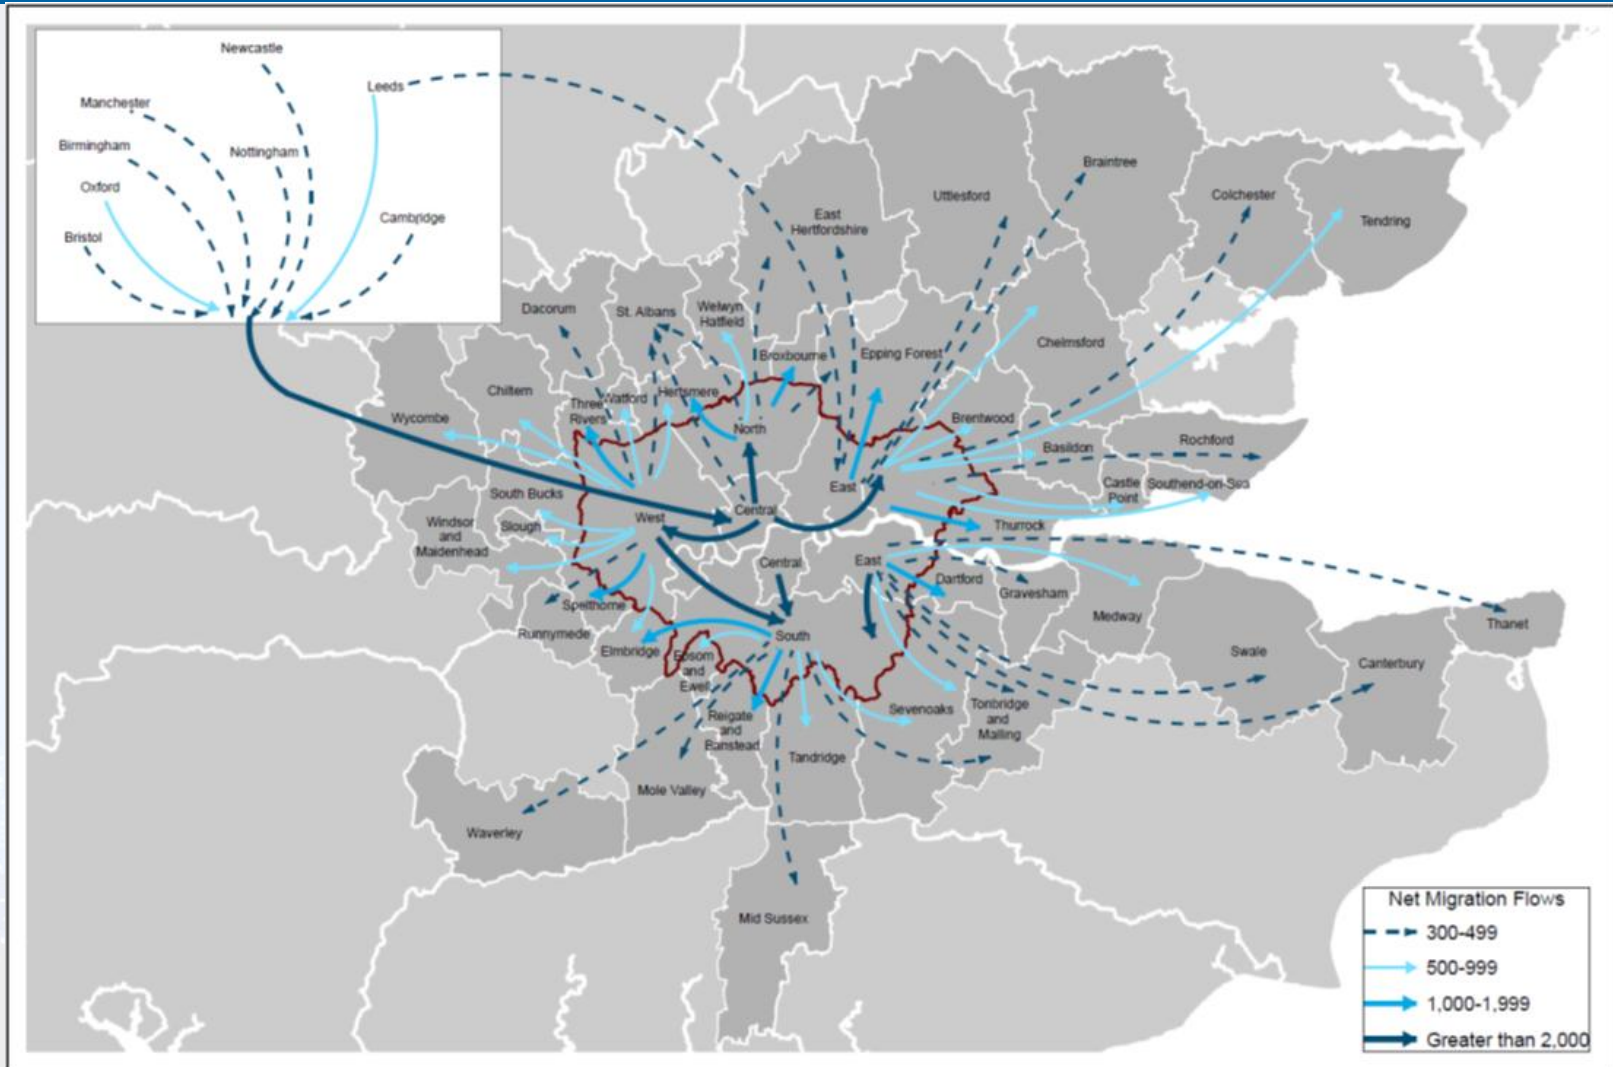 Newcastle
Leeds
Manchester
Birmingham
Nottingham
Oxford
Cambridge
Bristol
Braintree
Uttlesford
Colchester
Tendring
East
Hertfordshire
Dacorum
St. Albans
Welwyn
Hatfield
Broxbourne
Epping Forest
Chelmsford
Chiltern
Three
Rivers
Watford
Hertsmere
Wycombe
North
Brentwood
Basildon
Rochford
South Bucks
Castle
Point
Southend-on-Sea
East
Central
West
Slough
Windsor
and
Maidenhead
Thurrock
Central
East
Dartford
Gravesham
Medway
Spelthorne
Runnymede
South
Elmbridge
Epsom
and
Ewell
Thanet
Swale
Canterbury
Sevenoaks
Tonbridge
and
Malling
Reigate
and
Banstead
Tandridge
Mole Valley
Waverley
Mid Sussex
Net Migration Flows
300-499
500-999
1,000-1,999
Greater than 2,000